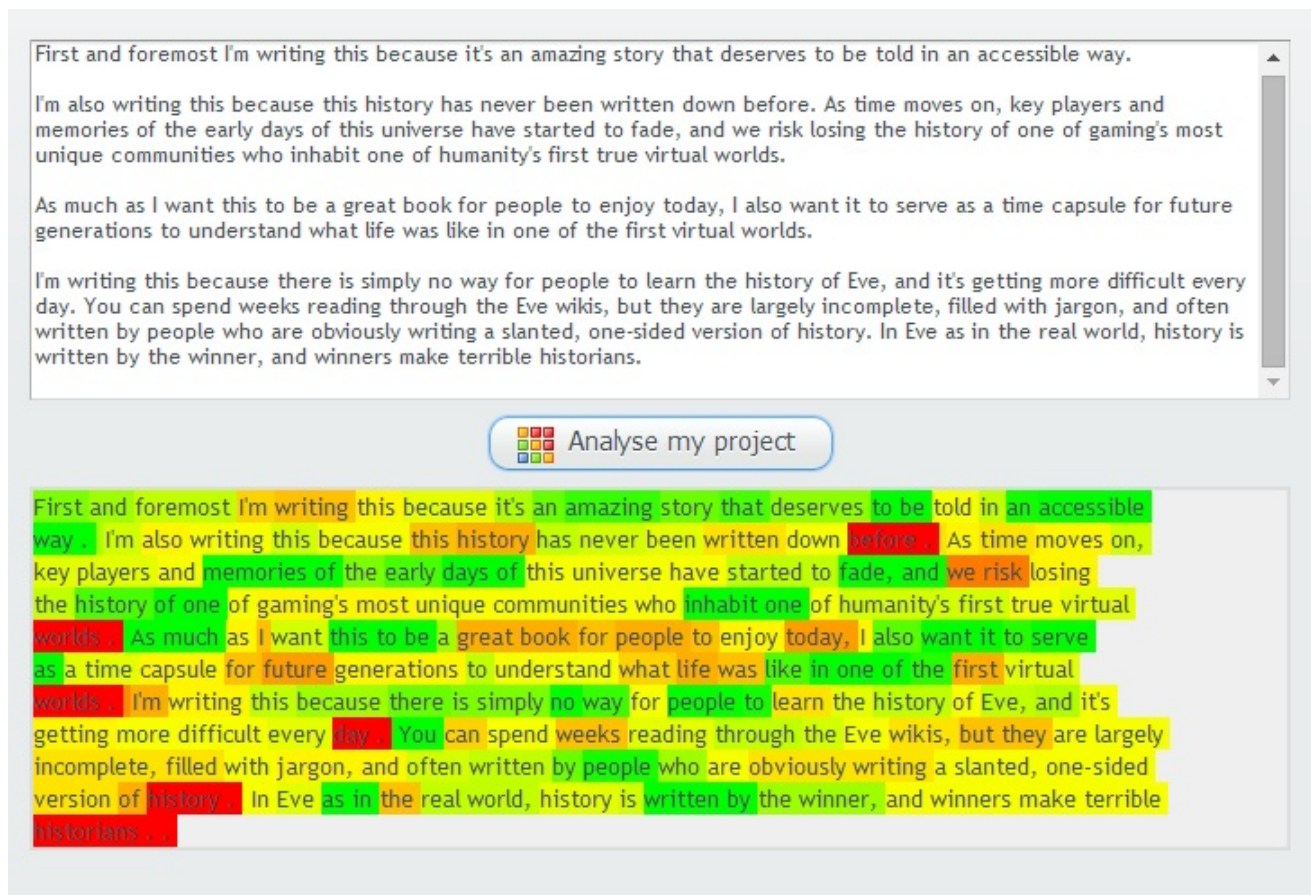 First and foremost I'm writing this because it's an amazing story that deserves to be told in an accessible way.
I'm also writing this because this history has never been written down before. As time moves on, key players and
memories of the early days of this universe have started to fade, and we risk losing the history of one of gaming's most
unique communities who inhabit one of humanity's first true virtual worlds.
As much as I want this to be a great book for people to enjoy today, I also want it to serve as a time capsule for future
generations to understand what life was like in one of the first virtual worlds.
I'm writing this because there is simply no way for people to learn the history of Eve, and it's getting more difficult every
day. You can spend weeks reading through the Eve wikis, but they are largely incomplete, filled with jargon, and often
written by people who are obviously writing a slanted, one-sided version of history. In Eve as in the real world, history is
written by the winner, and winners make terrible historians.
Analyse my project
First and foremost I'm writing this because it's an amazing story that deserves to be told in an accessible
way . I'm also writing this because this history has never been written down before . As time moves on,
key players and memories of the early days of this universe have started to fade, and we risk losing
the history of one of gaming's most unique communities who inhabit one of humanity's first true virtual
worlds . As much as I want this to be a great book for people to enjoy today, I also want it to serve
as a time capsule for future generations to understand what life was like in one of the first virtual
worlds . I'm writing this because there is simply no way for people to learn the history of Eve, and it's
getting more difficult every day . You can spend weeks reading through the Eve wikis, but they are largely
incomplete, filled with jargon, and often written by people who are obviously writing a slanted, one-sided
version of history . In Eve as in the real world, history is written by the winner, and winners make terrible
historians . .